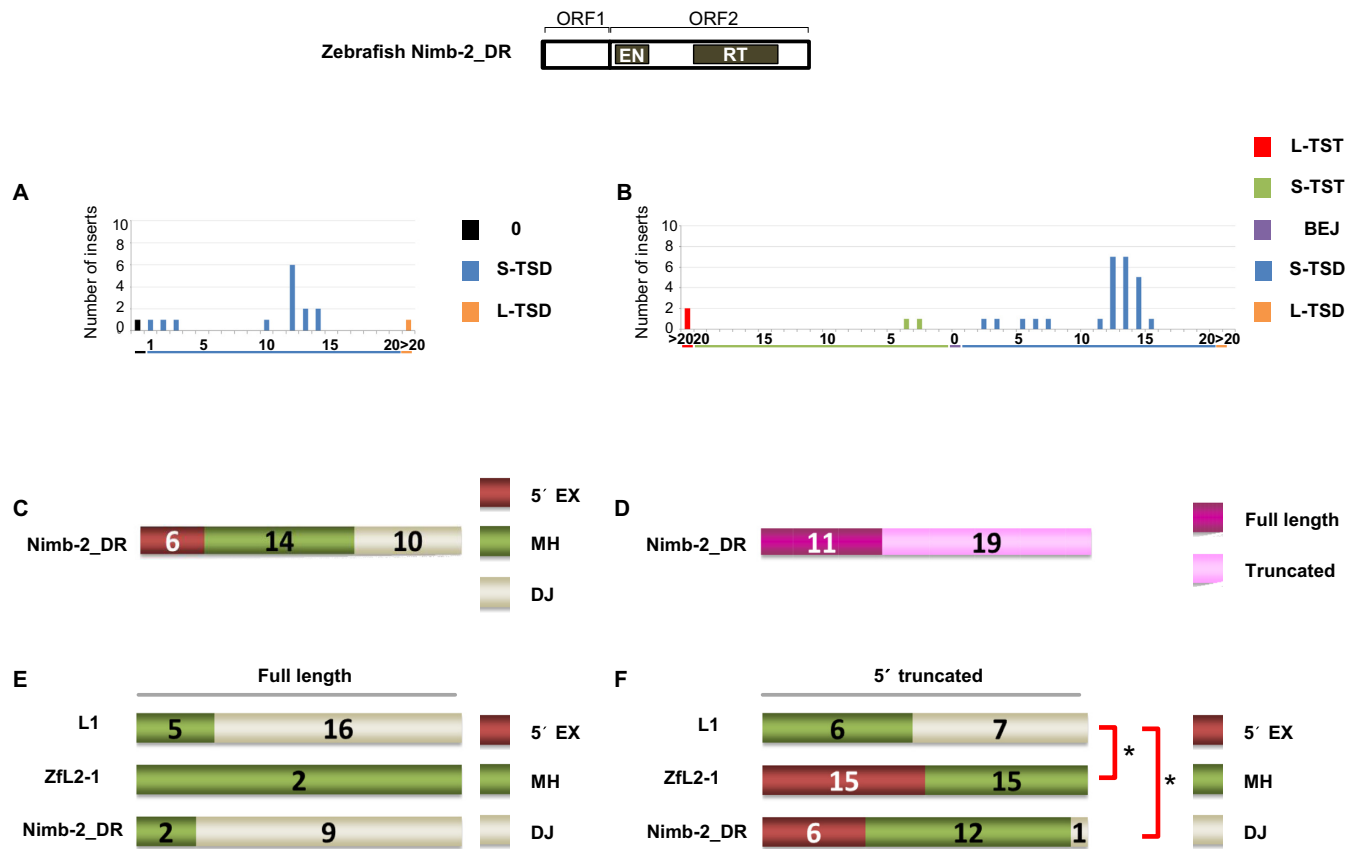 ORF1 ORF2
Zebrafish Nimb-2_DR EN RT
A
Number of inserts
10
8
6
4
2
0
1 5 10 15 20 >20
0
S-TSD
L-TSD
B
Number of inserts
10
8
6
4
2
0
>20 20 15 10 5 0 5 10 15 20 >20
L-TST
S-TST
BEJ
S-TSD
L-TSD
C
Nimb-2_DR 6 14 10
5´ EX
MH
DJ
D
Nimb-2_DR 11 19
Full length
Truncated
E
Full length
L1 5 16
ZfL2-1 2
Nimb-2_DR 2 9
5´ EX
MH
DJ
F
5´ truncated
L1 6 7
ZfL2-1 15 15
Nimb-2_DR 6 12 1
* *
5´ EX
MH
DJ